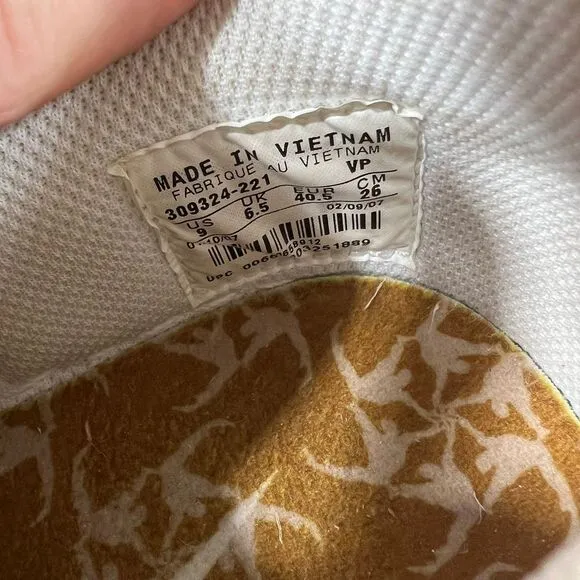 MADE IN VIETNAM
FABRIQUE AU VIETNAM
309324-221 VP
US UK EUR CM
9 6.5 40.5 26
02/09/07
UPC